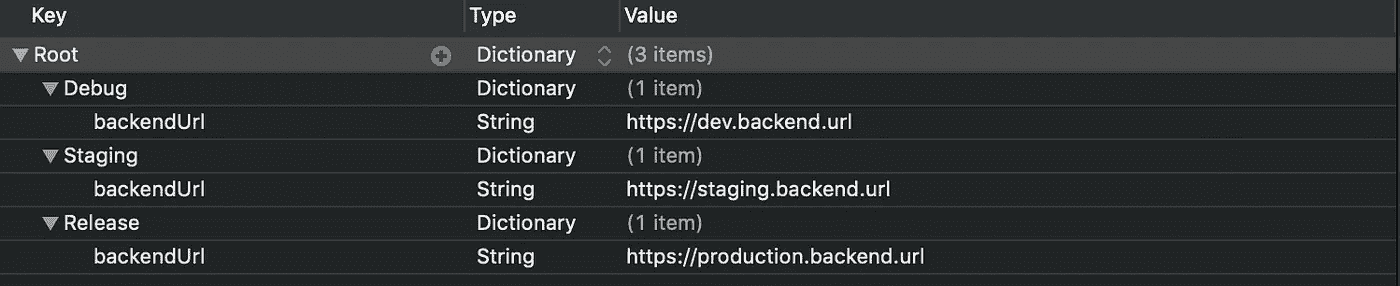 Key Type Value
Root Dictionary (3 items)
Debug Dictionary (1 item)
backendUrl String https://dev.backend.url
Staging Dictionary (1 item)
backendUrl String https://staging.backend.url
Release Dictionary (1 item)
backendUrl String https://production.backend.url